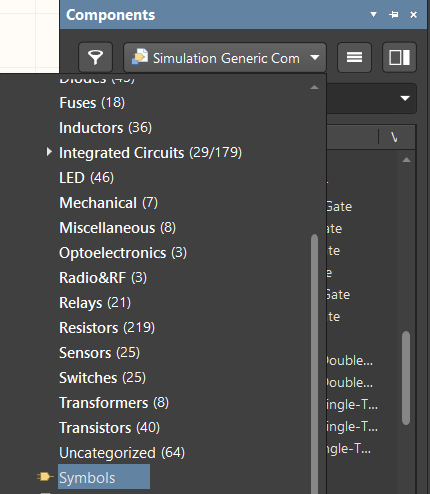 Components
Simulation Generic Com
Diodes (45)
Fuses (18)
Inductors (36)
Integrated Circuits (29/179)
LED (46)
Mechanical (7)
Miscellaneous (8)
Optoelectronics (3)
Radio&RF (3)
Relays (21)
Resistors (219)
Sensors (25)
Switches (25)
Transformers (8)
Transistors (40)
Uncategorized (64)
Symbols
Gate
Gate
te
e
Gate
te
Double...
Double...
ingle-T...
ingle-T...
ngle-T...